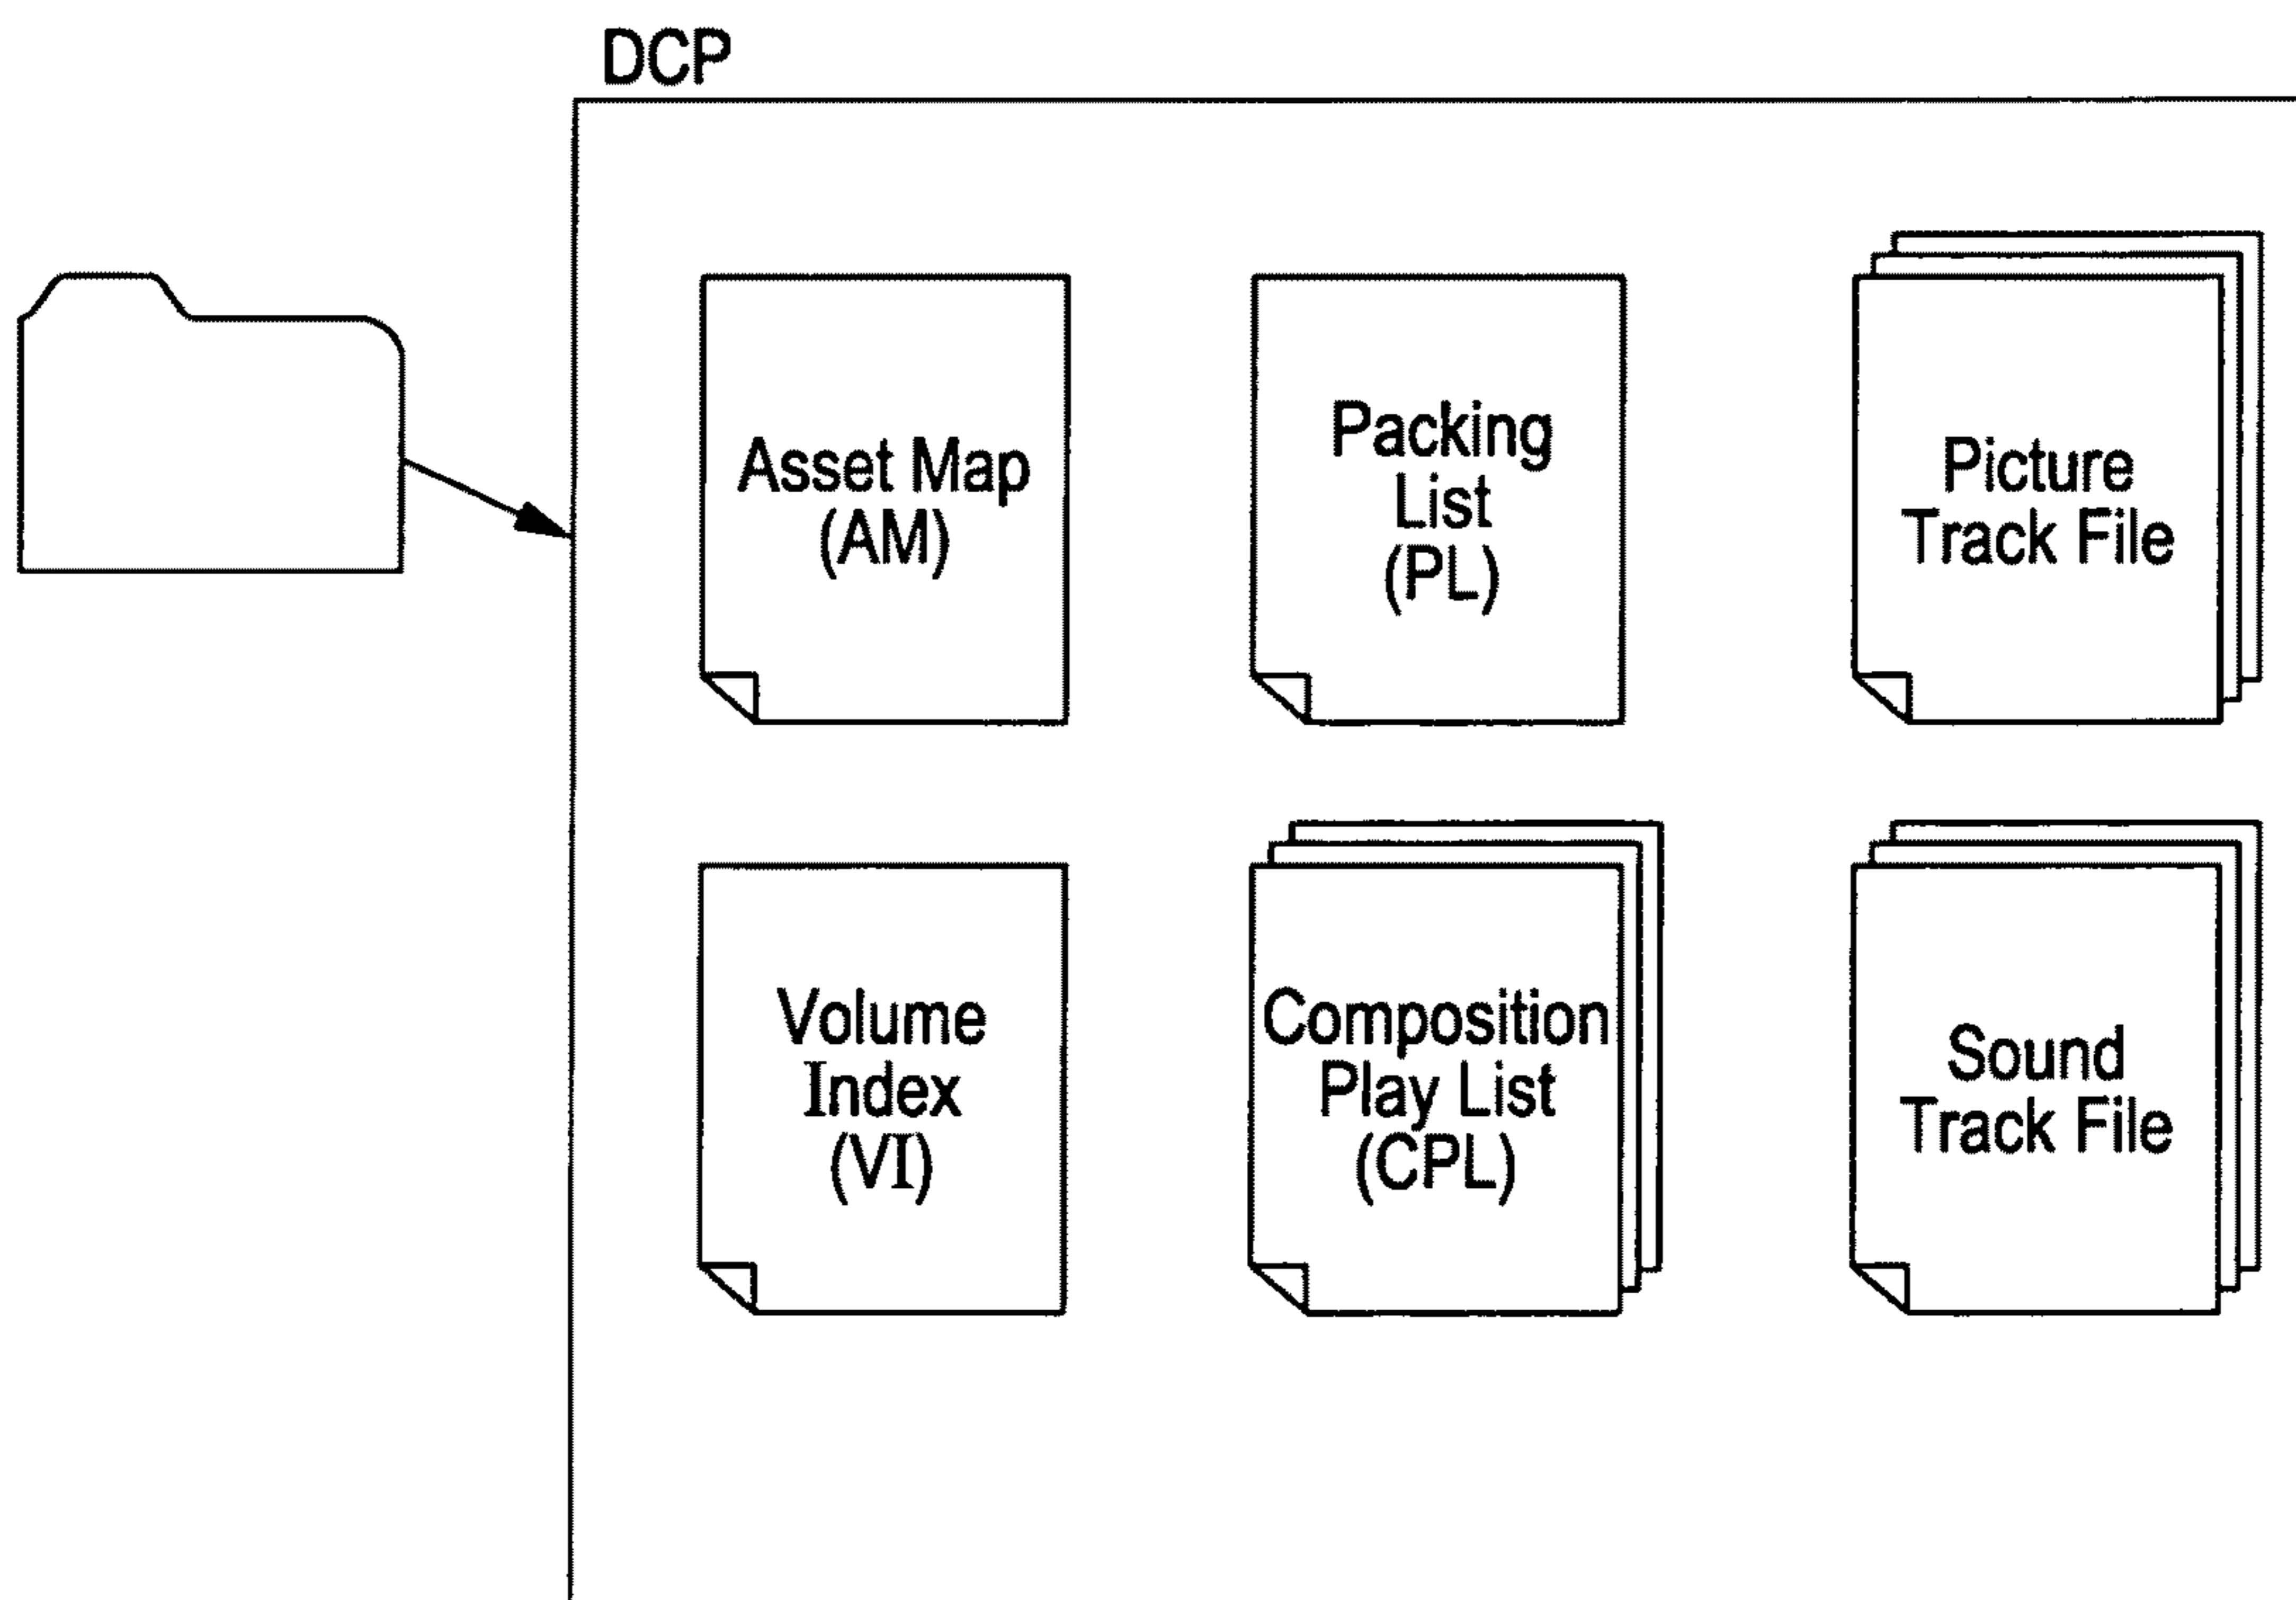 DCP
Asset Map
(AM)
Packing
List
(PL)
Picture
Track File
Volume
Index
(VI)
Composition
Play List
(CPL)
Sound
Track File